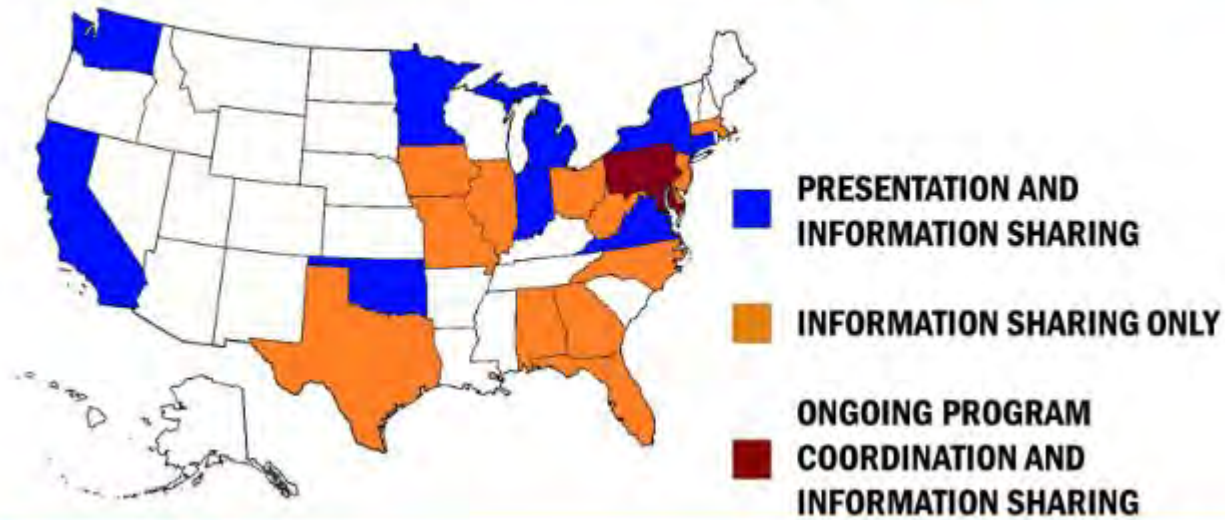 PRESENTATION AND
INFORMATION SHARING
INFORMATION SHARING ONLY
ONGOING PROGRAM
COORDINATION AND
INFORMATION SHARING